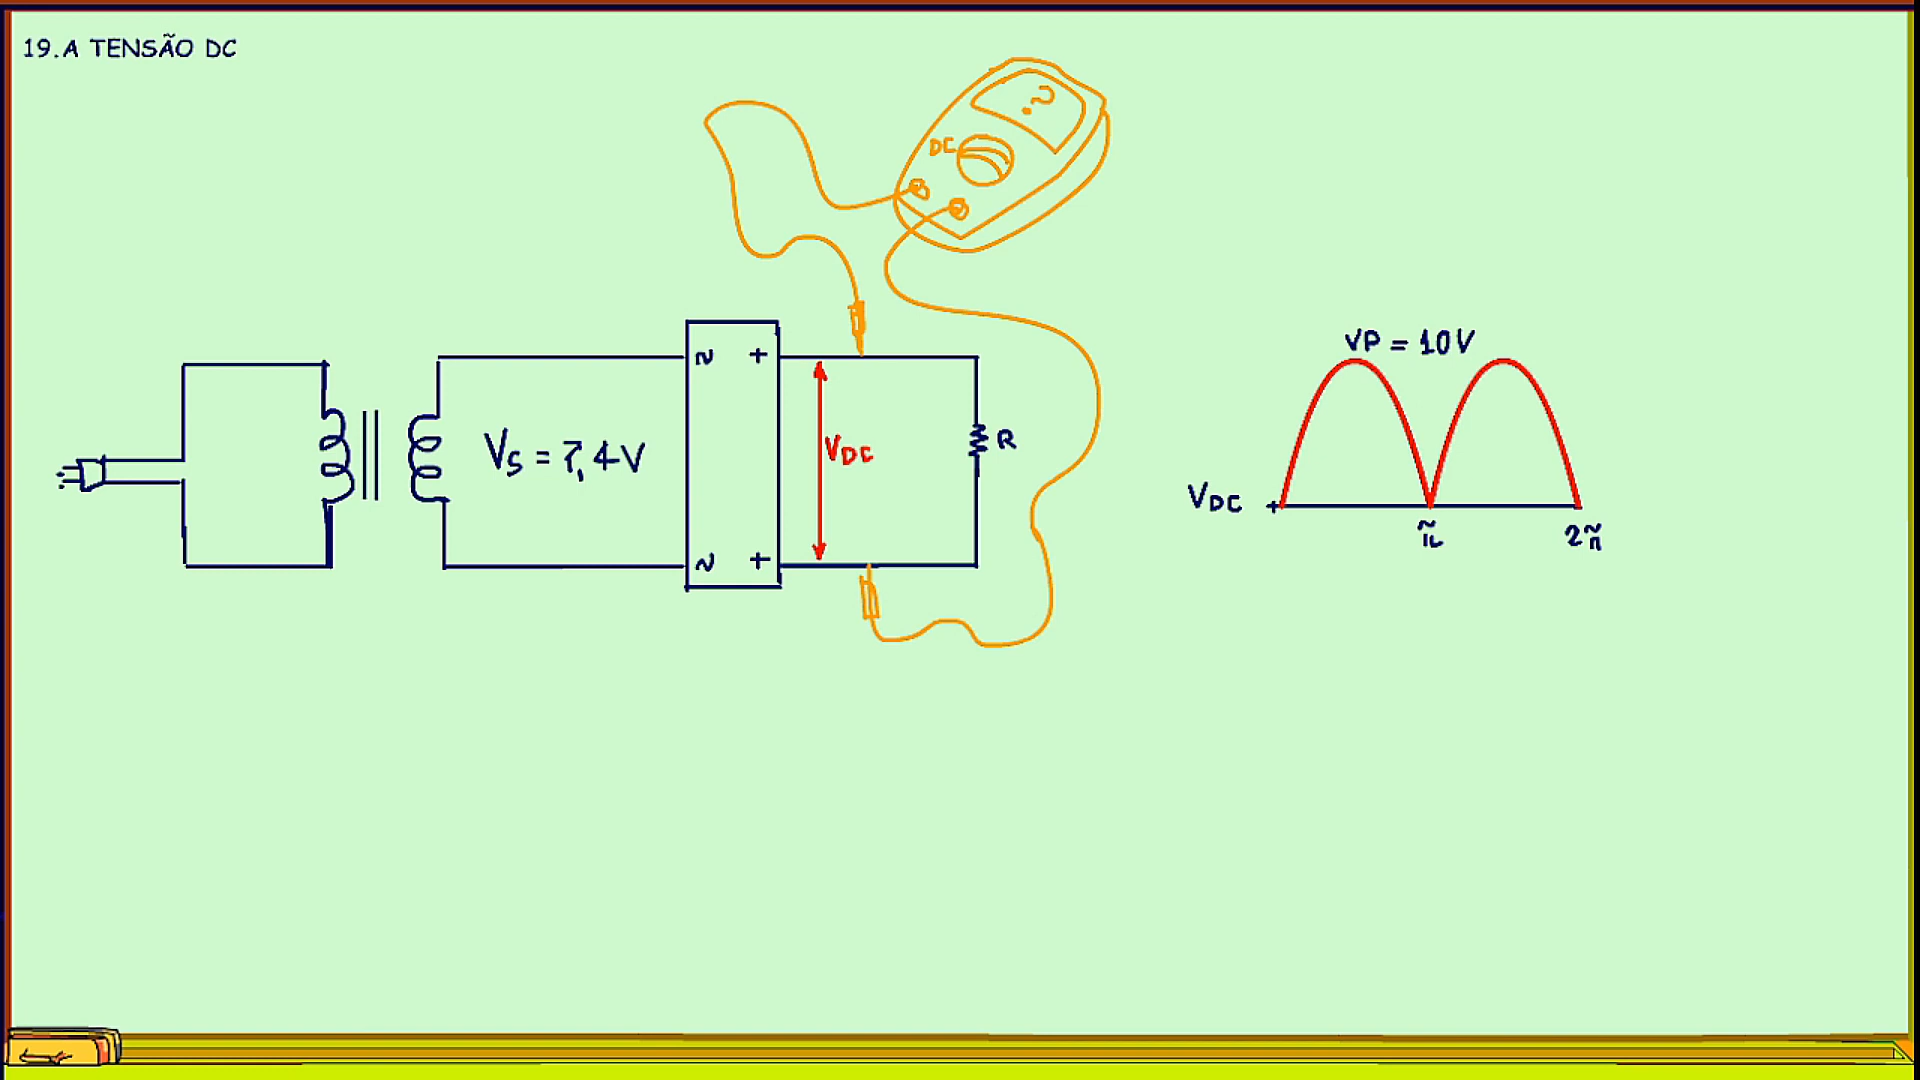 19.A TENSÃO DC
?
DC
VP = 10V
~ +
VS = 7,4V
VDC
R
VDC +
π
2π
~ +